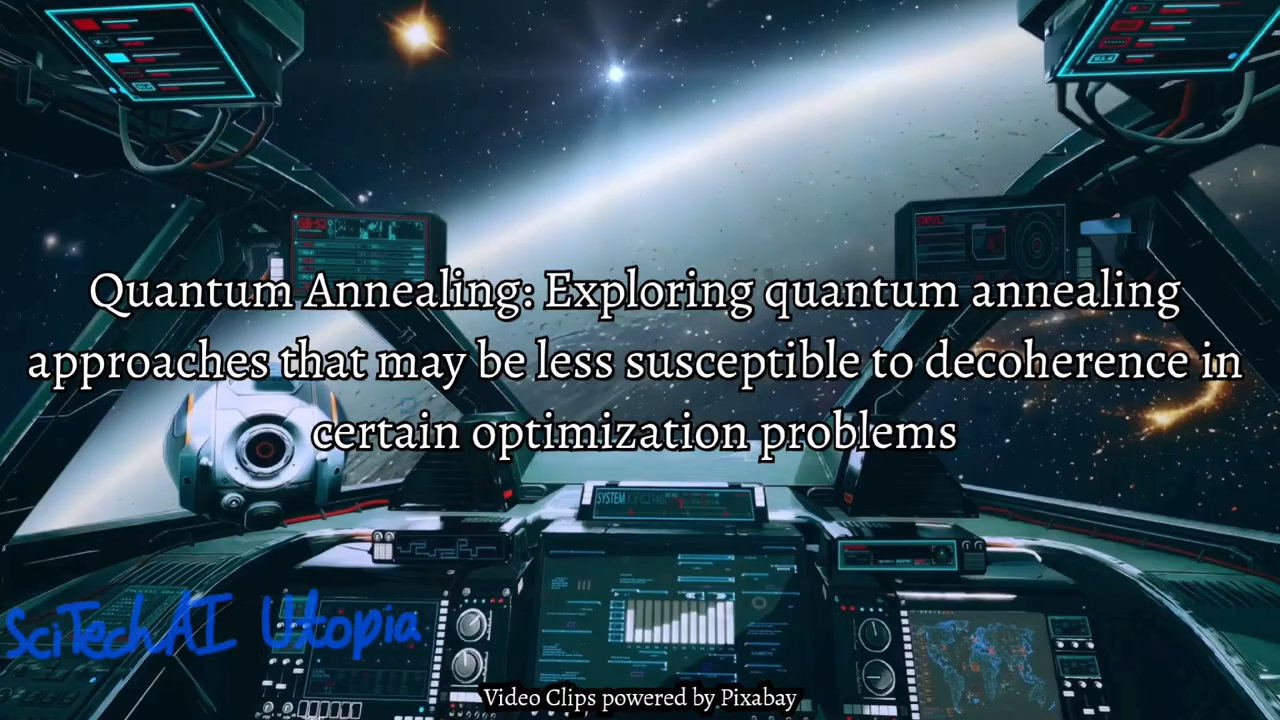 Quantum Annealing: Exploring quantum annealing
approaches that may be less susceptible to decoherence in
certain optimization problems
SYSTEM
SciTechAI Utopia
Video Clips powered by Pixabay